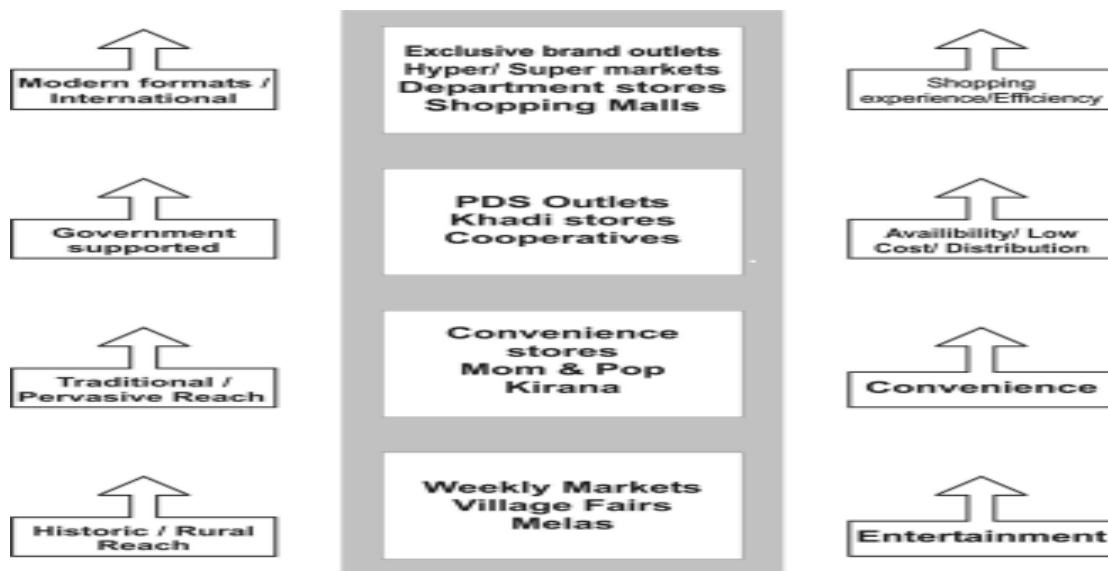 Modern formats /
International
Exclusive brand outlets
Hyper/ Super markets
Department stores
Shopping Malls
Shopping
experience/Efficiency
Government
supported
PDS Outlets
Khadi stores
Cooperatives
Availibility/ Low
Cost/ Distribution
Traditional /
Pervasive Reach
Convenience
stores
Mom & Pop
Kirana
Convenience
Historic / Rural
Reach
Weekly Markets
Village Fairs
Melas
Entertainment